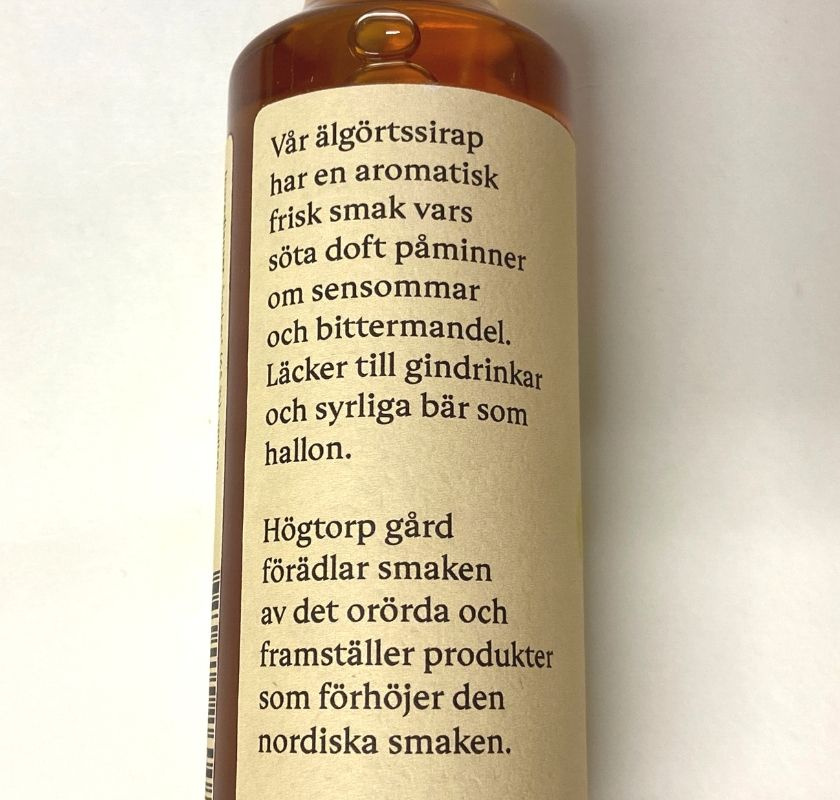 Vår älgörtssirap
har en aromatisk
frisk smak vars
söta doft påminner
om sensommar
och bittermandel.
Läcker till gindrinkar
och syrliga bär som
hallon.
Högtorp gård
förädlar smaken
av det orörda och
framställer produkter
som förhöjer den
nordiska smaken.